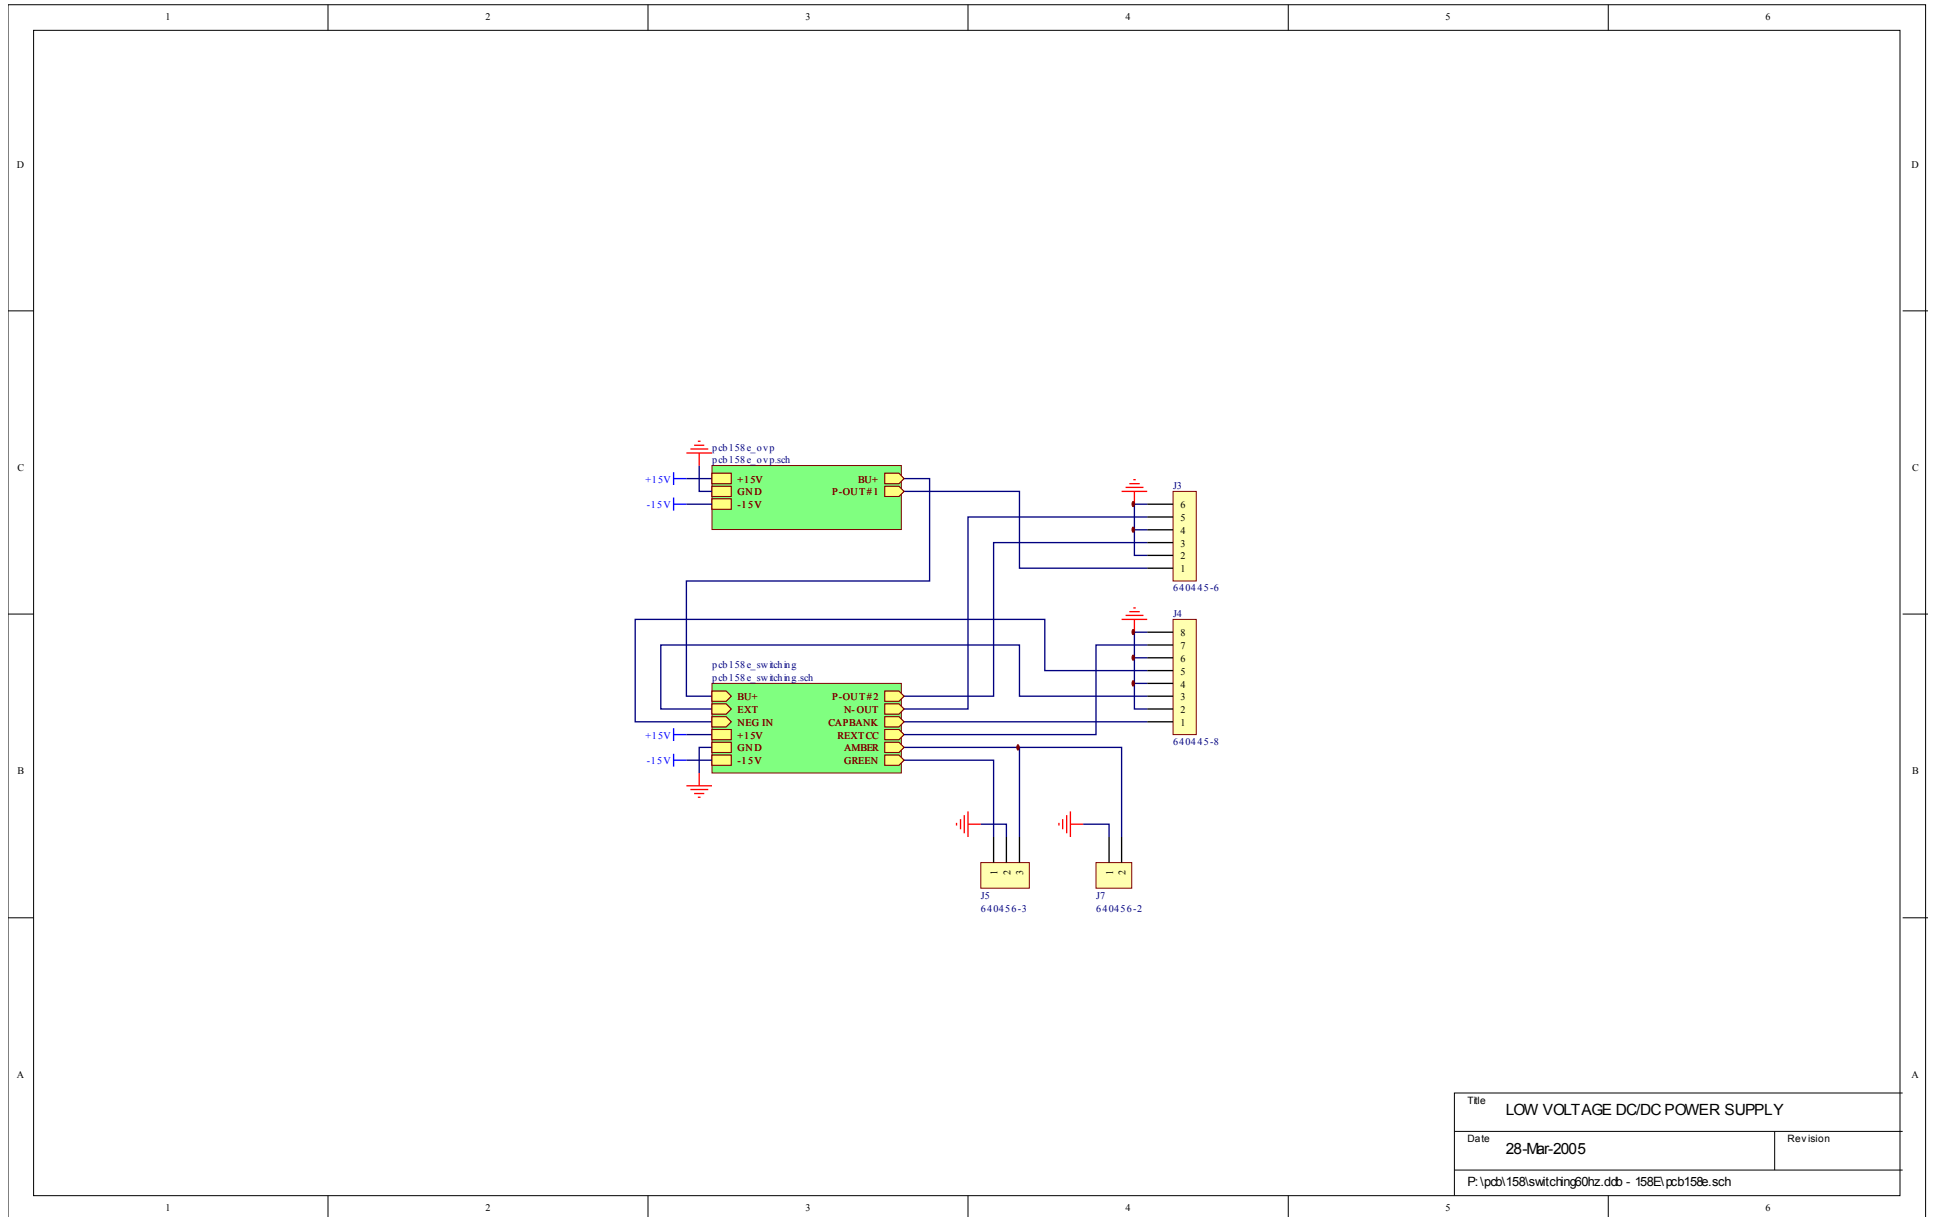 1 2 3 4 5 6
D D
C C
B B
A A
pcb158e_ovp
pcb158e_ovp.sch
+15V +15V BU+
GND P-OUT#1
-15V -15V
J3
6
5
4
3
2
1
640445-6
J4
8
7
6
5
4
3
2
1
640445-8
pcb158e_switching
pcb158e_switching.sch
BU+ P-OUT#2
EXT N-OUT
NEG IN CAPBANK
+15V +15V REXTCC
GND AMBER
-15V -15V GREEN
1 2 3
J5
640456-3
1 2
J7
640456-2
Title LOW VOLTAGE DC/DC POWER SUPPLY
Date 28-Mar-2005 Revision
P:\pcb\158\switching60hz.ddb - 158E\pcb158e.sch
1 2 3 4 5 6